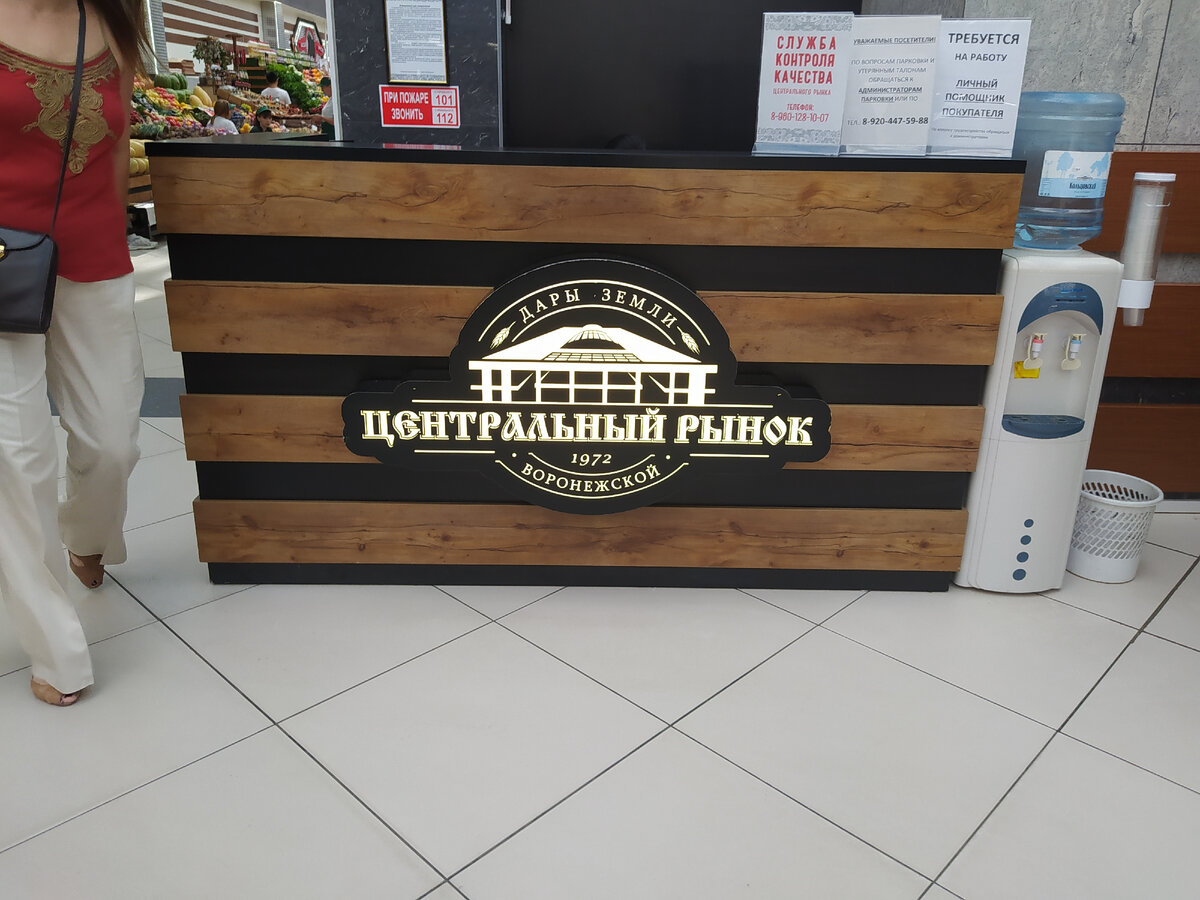 ПРИ ПОЖАРЕ
ЗВОНИТЬ
101
112
СЛУЖБА
КОНТРОЛЯ
КАЧЕСТВА
ЦЕНТРАЛЬНОГО РЫНКА
ТЕЛЕФОН:
8-960-128-10-07
УВАЖАЕМЫЕ ПОСЕТИТЕЛИ!
ПО ВОПРОСАМ ПАРКОВКИ И
УТЕРЯННЫМ ТАЛОНАМ
ОБРАЩАТЬСЯ К
АДМИНИСТРАТОРАМ
ПАРКОВКИ ИЛИ ПО
ТЕЛ.: 8-920-447-59-88
ТРЕБУЕТСЯ
НА РАБОТУ
ЛИЧНЫЙ
ПОМОЩНИК
ПОКУПАТЕЛЯ
ДАРЫ ЗЕМЛИ
ЦЕНТРАЛЬНЫЙ РЫНОК
1972
ВОРОНЕЖСКОЙ